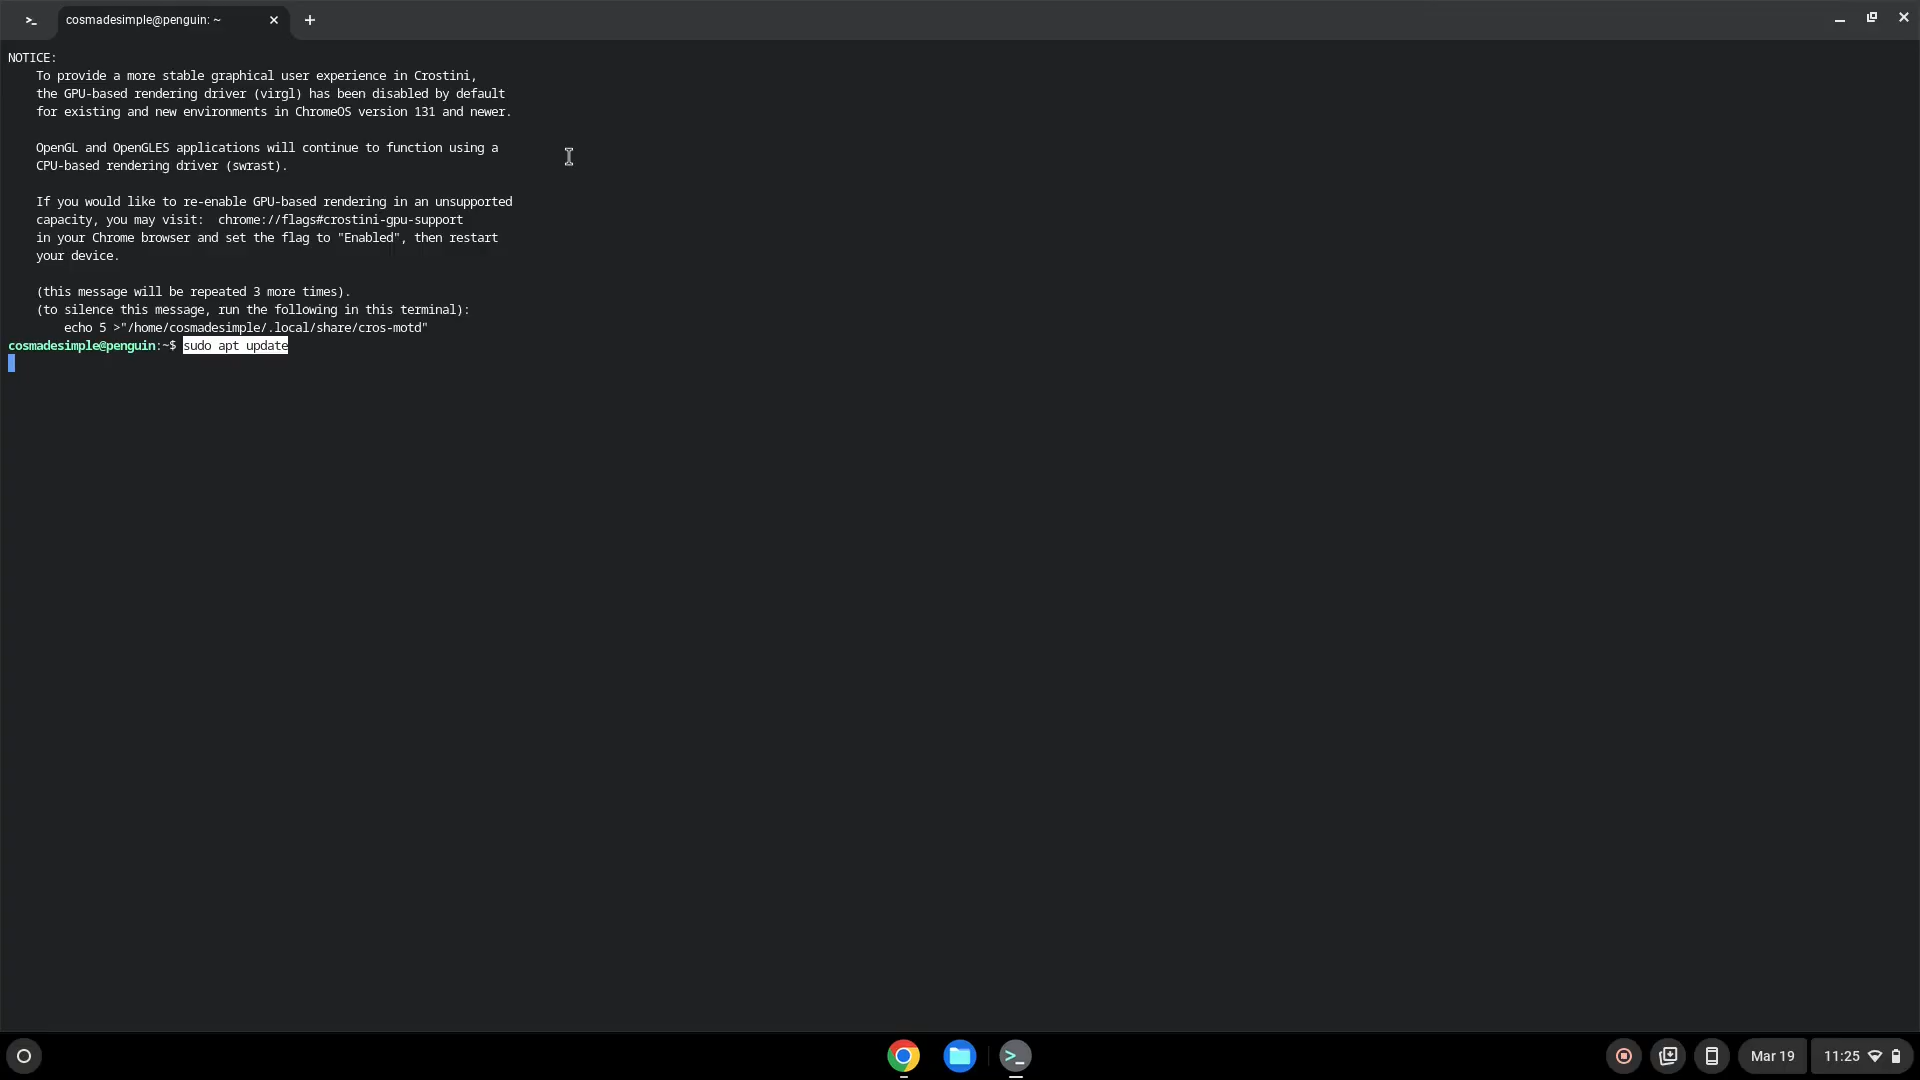 cosmadesimple@penguin: ~
NOTICE:
To provide a more stable graphical user experience in Crostini,
the GPU-based rendering driver (virgl) has been disabled by default
for existing and new environments in ChromeOS version 131 and newer.
OpenGL and OpenGLES applications will continue to function using a
CPU-based rendering driver (swrast).
If you would like to re-enable GPU-based rendering in an unsupported
capacity, you may visit:  chrome://flags#crostini-gpu-support
in your Chrome browser and set the flag to "Enabled", then restart
your device.
(this message will be repeated 3 more times).
(to silence this message, run the following in this terminal):
echo 5 >"/home/cosmadesimple/.local/share/cros-motd"
cosmadesimple@penguin:~$ sudo apt update
Mar 19
11:25